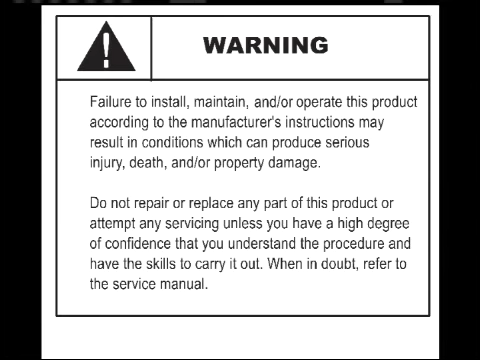 WARNING
Failure to install, maintain, and/or operate this product
according to the manufacturer's instructions may
result in conditions which can produce serious
injury, death, and/or property damage.
Do not repair or replace any part of this product or
attempt any servicing unless you have a high degree
of confidence that you understand the procedure and
have the skills to carry it out. When in doubt, refer to
the service manual.